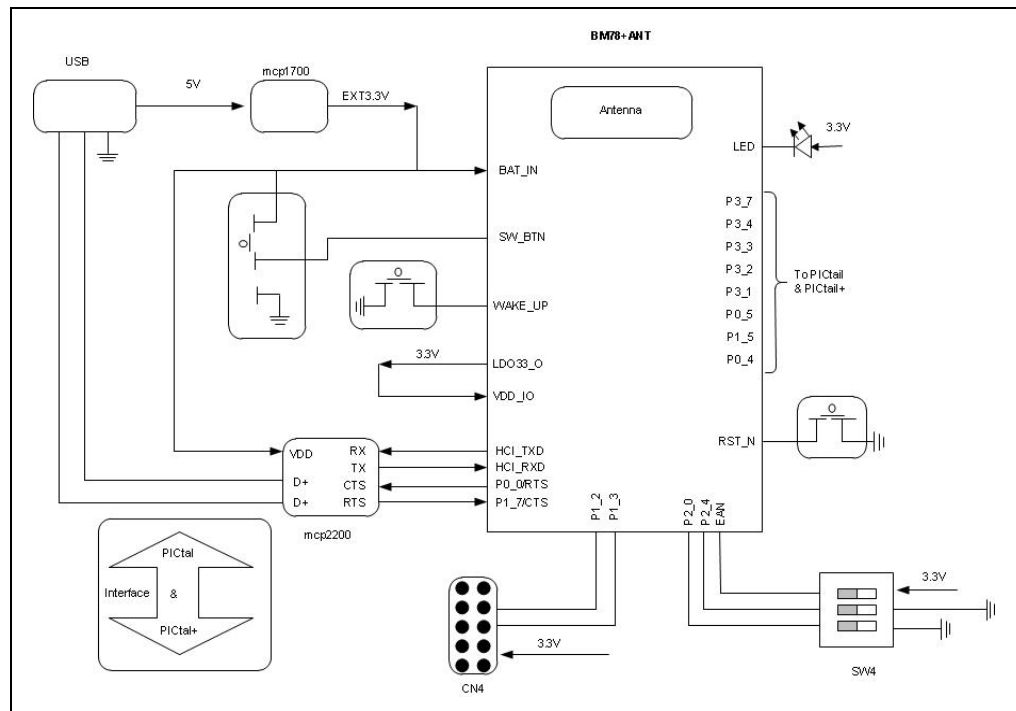 BM78+ANT
USB
mcp1700
5V
EXT3.3V
Antenna
LED
3.3V
BAT_IN
P3_7
P3_4
SW_BTN
P3_3
P3_2
To PICtail
& PICtail+
P3_1
WAKE_UP
P0_5
P1_5
P0_4
3.3V
LDO33_O
VDD_IO
RST_N
VDD
RX
HCI_TXD
TX
HCI_RXD
D+
CTS
P0_0/RTS
D+
RTS
P1_7/CTS
mcp2200
P1_2
P1_3
P2_0
P2_4
EAN
PICtal
Interface
&
PICtal+
3.3V
3.3V
CN4
SW4